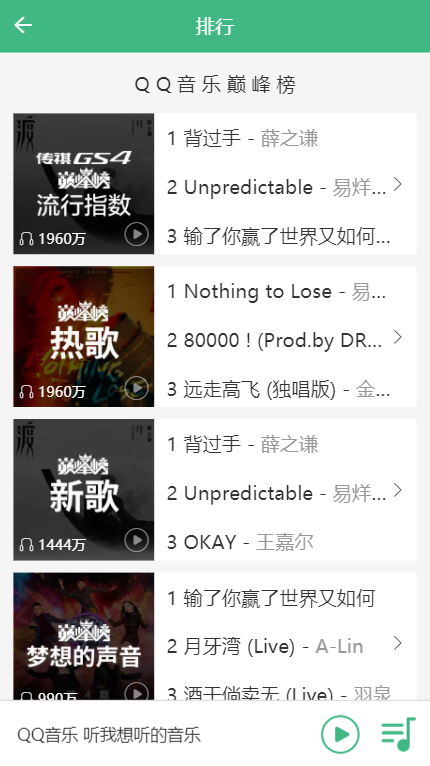 排行
QQ音乐巅峰榜
传祺GS4
巅峰榜
流行指数
1960万
1 背过手 - 薛之谦
2 Unpredictable - 易烊...
3 输了你赢了世界又如何...
巅峰榜
热歌
1960万
1 Nothing to Lose - 易...
2 80000 ! (Prod.by DR...
3 远走高飞 (独唱版) - 金...
巅峰榜
新歌
1444万
1 背过手 - 薛之谦
2 Unpredictable - 易烊...
3 OKAY - 王嘉尔
巅峰榜
梦想的声音
990万
1 输了你赢了世界又如何
2 月牙湾 (Live) - A-Lin
3 酒干倘卖无 (Live) - 羽泉
QQ音乐 听我想听的音乐